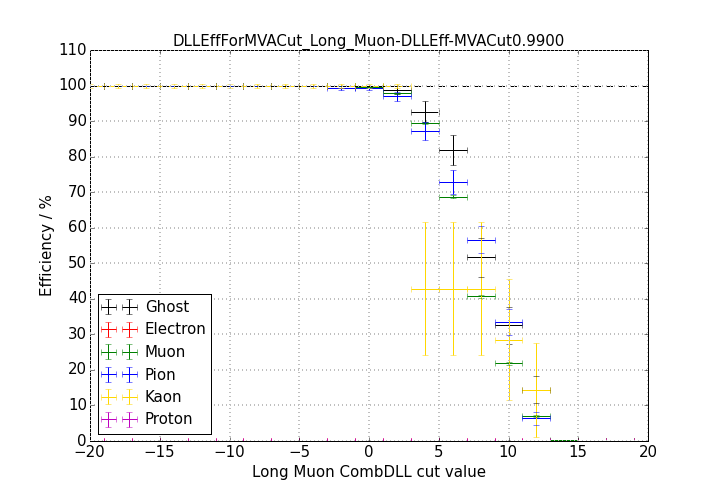 DLLEffForMVACut_Long_Muon-DLLEff-MVACut0.9900
110
100
90
80
70
60
50
40
30
20
10
0
Efficiency / %
Ghost
Electron
Muon
Pion
Kaon
Proton
−20 −15 −10 −5 0 5 10 15 20
Long Muon CombDLL cut value